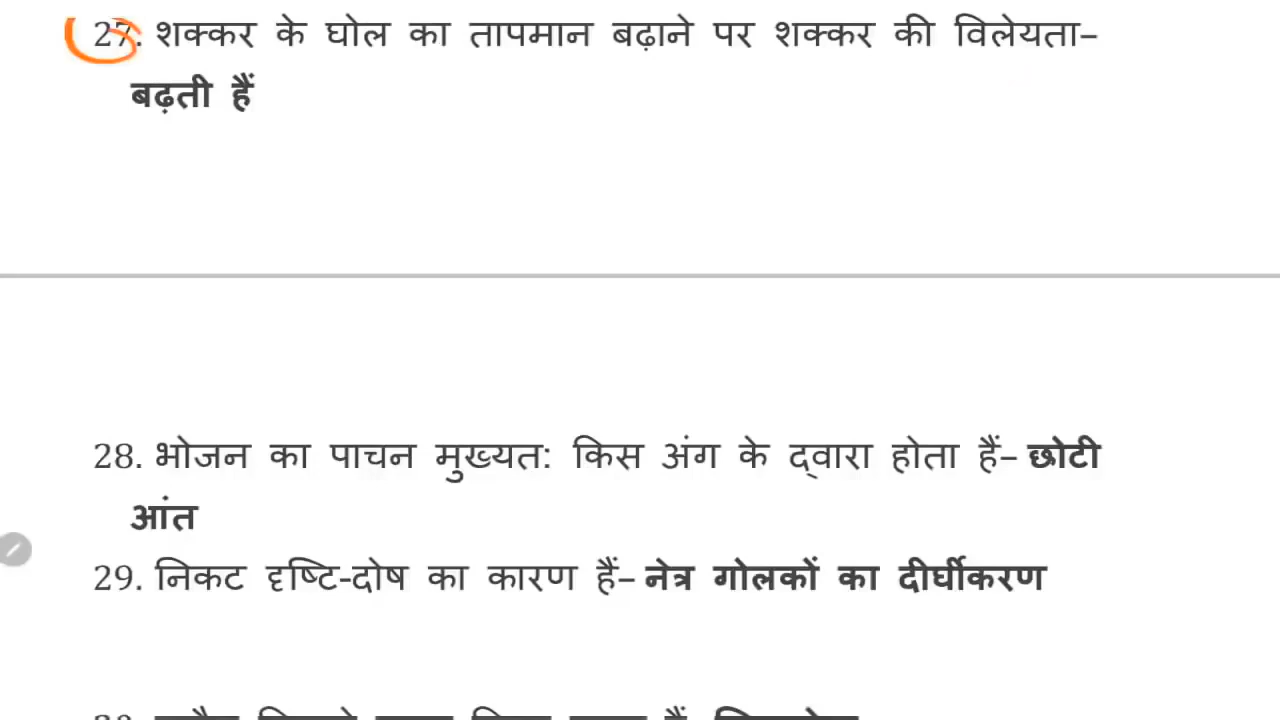 27. शक्कर के घोल का तापमान बढ़ाने पर शक्कर की विलेयता–
बढ़ती हैं
28. भोजन का पाचन मुख्यत: किस अंग के द्वारा होता हैं– छोटी
आंत
29. निकट दृष्टि-दोष का कारण हैं– नेत्र गोलकों का दीर्घीकरण